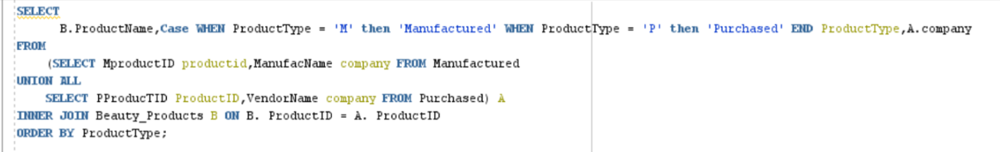 SELECT
B.ProductName,Case WHEN ProductType = 'M' then 'Manufactured' WHEN ProductType = 'P' then 'Purchased' END ProductType,A.company
FROM
(SELECT MproductID productid,ManufacName company FROM Manufactured
UNION ALL
SELECT PProducTID ProductID,VendorName company FROM Purchased) A
INNER JOIN Beauty_Products B ON B. ProductID = A. ProductID
ORDER BY ProductType;